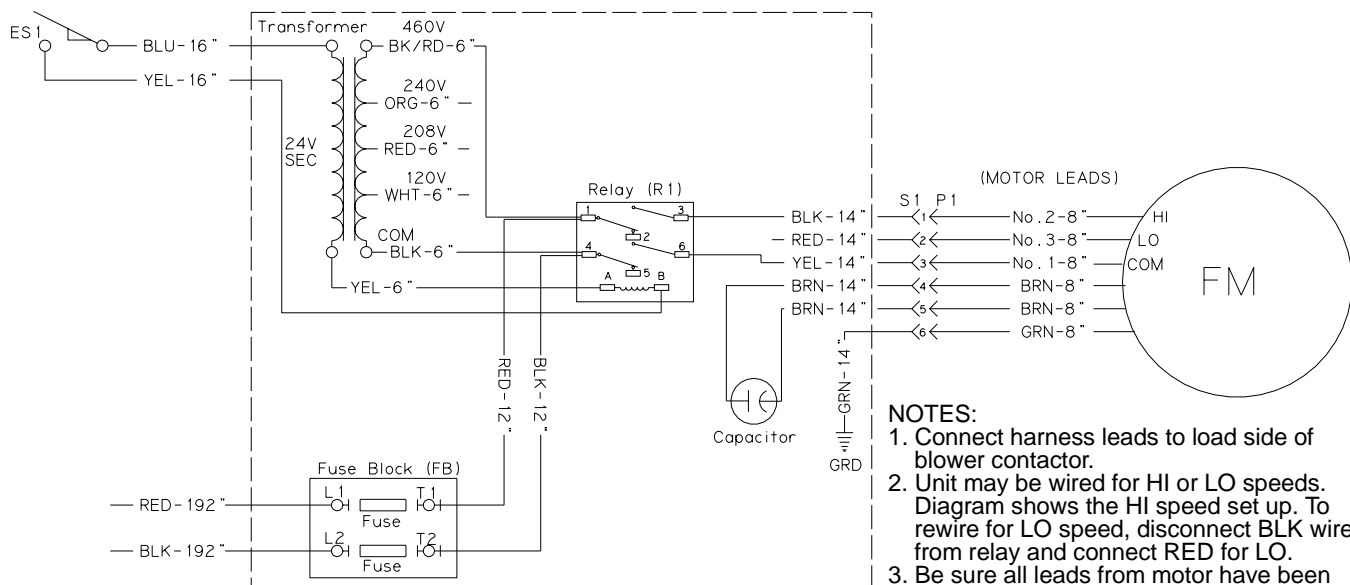 ES1
BLU-16"
YEL-16"
Transformer
460V
BK/RD-6"
240V
ORG-6"
208V
RED-6"
120V
WHT-6"
24V
SEC
COM
BLK-6"
YEL-6"
Relay (R1)
1
3
2
4
6
5
A
B
(MOTOR LEADS)
S1 P1
BLK-14" 1 No.2-8" HI
RED-14" 2 No.3-8" LO
YEL-14" 3 No.1-8" COM
BRN-14" 4 BRN-8"
BRN-14" 5 BRN-8"
6 GRN-8"
FM
RED-12"
BLK-12"
GRN-14"
Capacitor
GRD
Fuse Block (FB)
RED-192" L1 T1
Fuse
BLK-192" L2 T2
Fuse
NOTES:
1. Connect harness leads to load side of
blower contactor.
2. Unit may be wired for HI or LO speeds.
Diagram shows the HI speed set up. To
rewire for LO speed, disconnect BLK wire
from relay and connect RED for LO.
3. Be sure all leads from motor have been